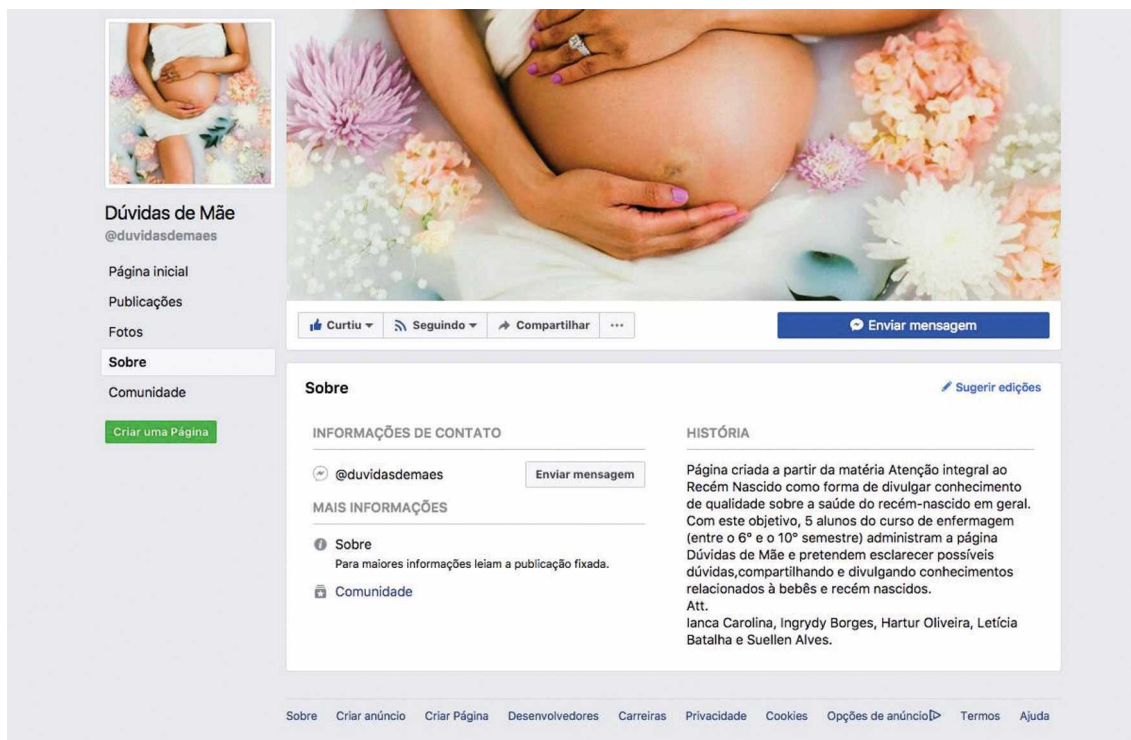 Dúvidas de Mãe
@duvidasdemaes
Página inicial
Publicações
Fotos
Sobre
Comunidade
Criar uma Página
Curtiu
Seguindo
Compartilhar
Enviar mensagem
Sobre
Sugerir edições
INFORMAÇÕES DE CONTATO
@duvidasdemaes
Enviar mensagem
MAIS INFORMAÇÕES
Sobre
Para maiores informações leiam a publicação fixada.
Comunidade
HISTÓRIA
Página criada a partir da matéria Atenção integral ao
Recém Nascido como forma de divulgar conhecimento
de qualidade sobre a saúde do recém-nascido em geral.
Com este objetivo, 5 alunos do curso de enfermagem
(entre o 6° e o 10° semestre) administram a página
Dúvidas de Mãe e pretendem esclarecer possíveis
dúvidas,compartilhando e divulgando conhecimentos
relacionados à bebês e recém nascidos.
Att.
Ianca Carolina, Ingrydy Borges, Hartur Oliveira, Letícia
Batalha e Suellen Alves.
Sobre Criar anúncio Criar Página Desenvolvedores Carreiras Privacidade Cookies Opções de anúncio Termos Ajuda